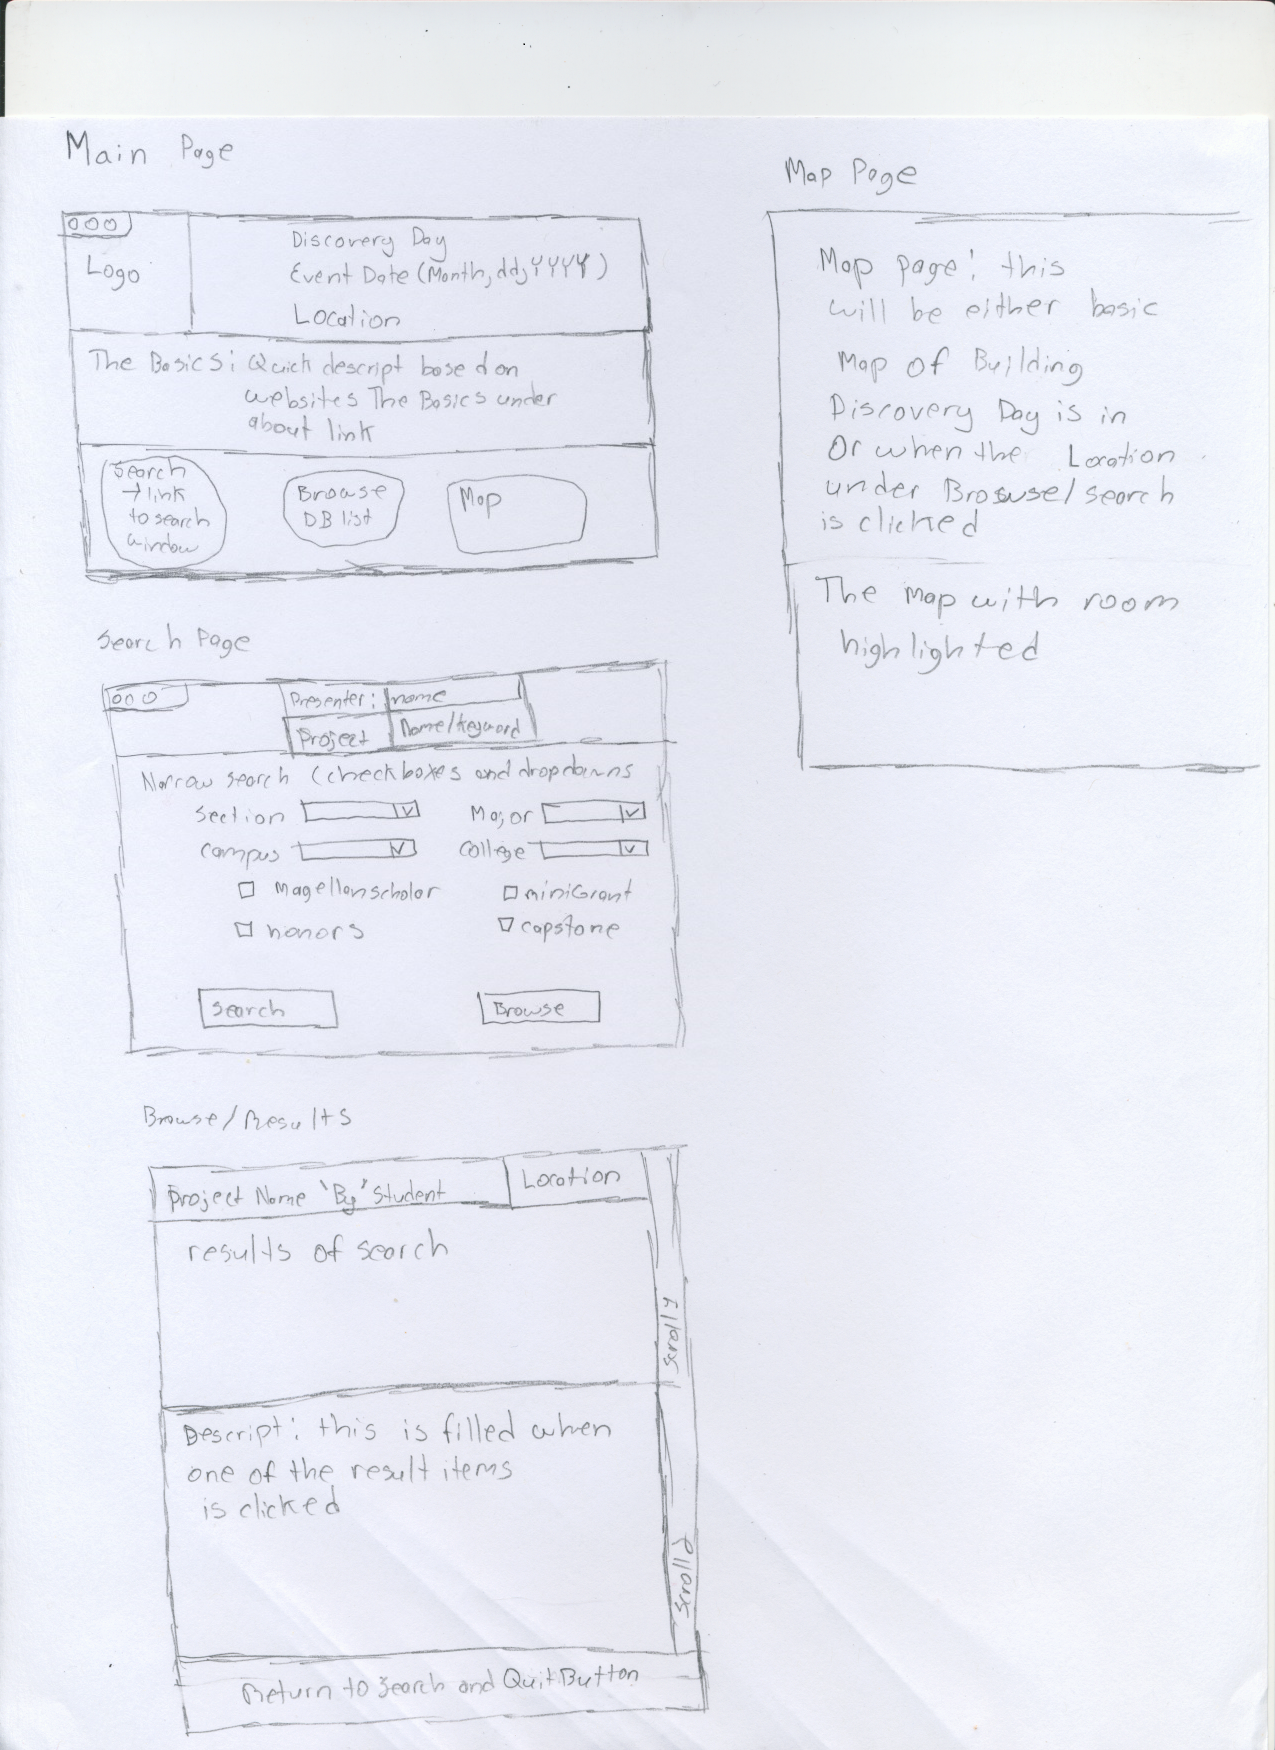 Main Page
Logo
Discovery Day
Event Date (Month, dd, YYYY)
Location
The Basics: Quick descript based on
websites The Basics under
about link
Search
→ link
to search
window
Browse
DB list
Map
Search Page
Presenter: name
Project Name/Keyword
Narrow search (checkboxes and dropdowns
Section
Major
campus
College
Magellanscholar
miniGrant
honors
capstone
Search
Browse
Browse/Results
Project Name 'By' Student
Location
results of search
Descript: this is filled when
one of the result items
is clicked
Return to Search and Quit Button
Map Page
Map page: this
will be either basic
Map of Building
Discovery Day is in
Or when the Location
under Browse/search
is clicked
The map with room
highlighted